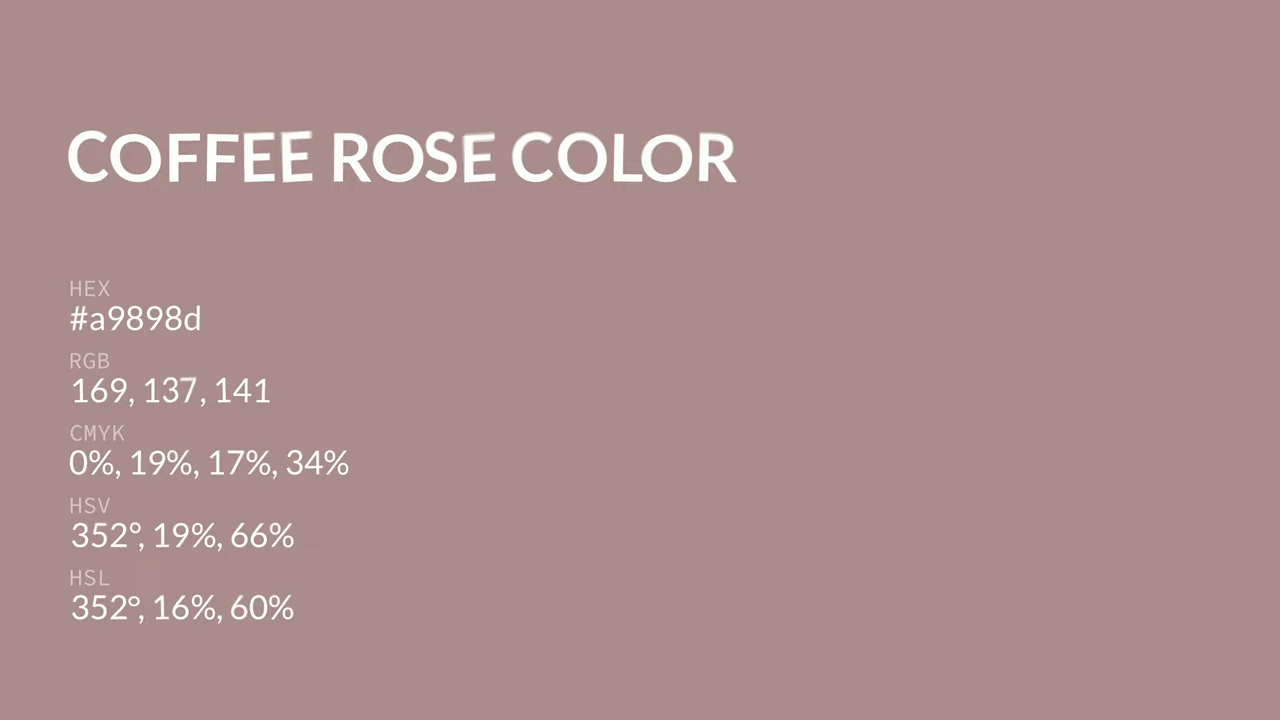 COFFEE ROSE COLOR
HEX
#a9898d
RGB
169, 137, 141
CMYK
0%, 19%, 17%, 34%
HSV
352°, 19%, 66%
HSL
352°, 16%, 60%